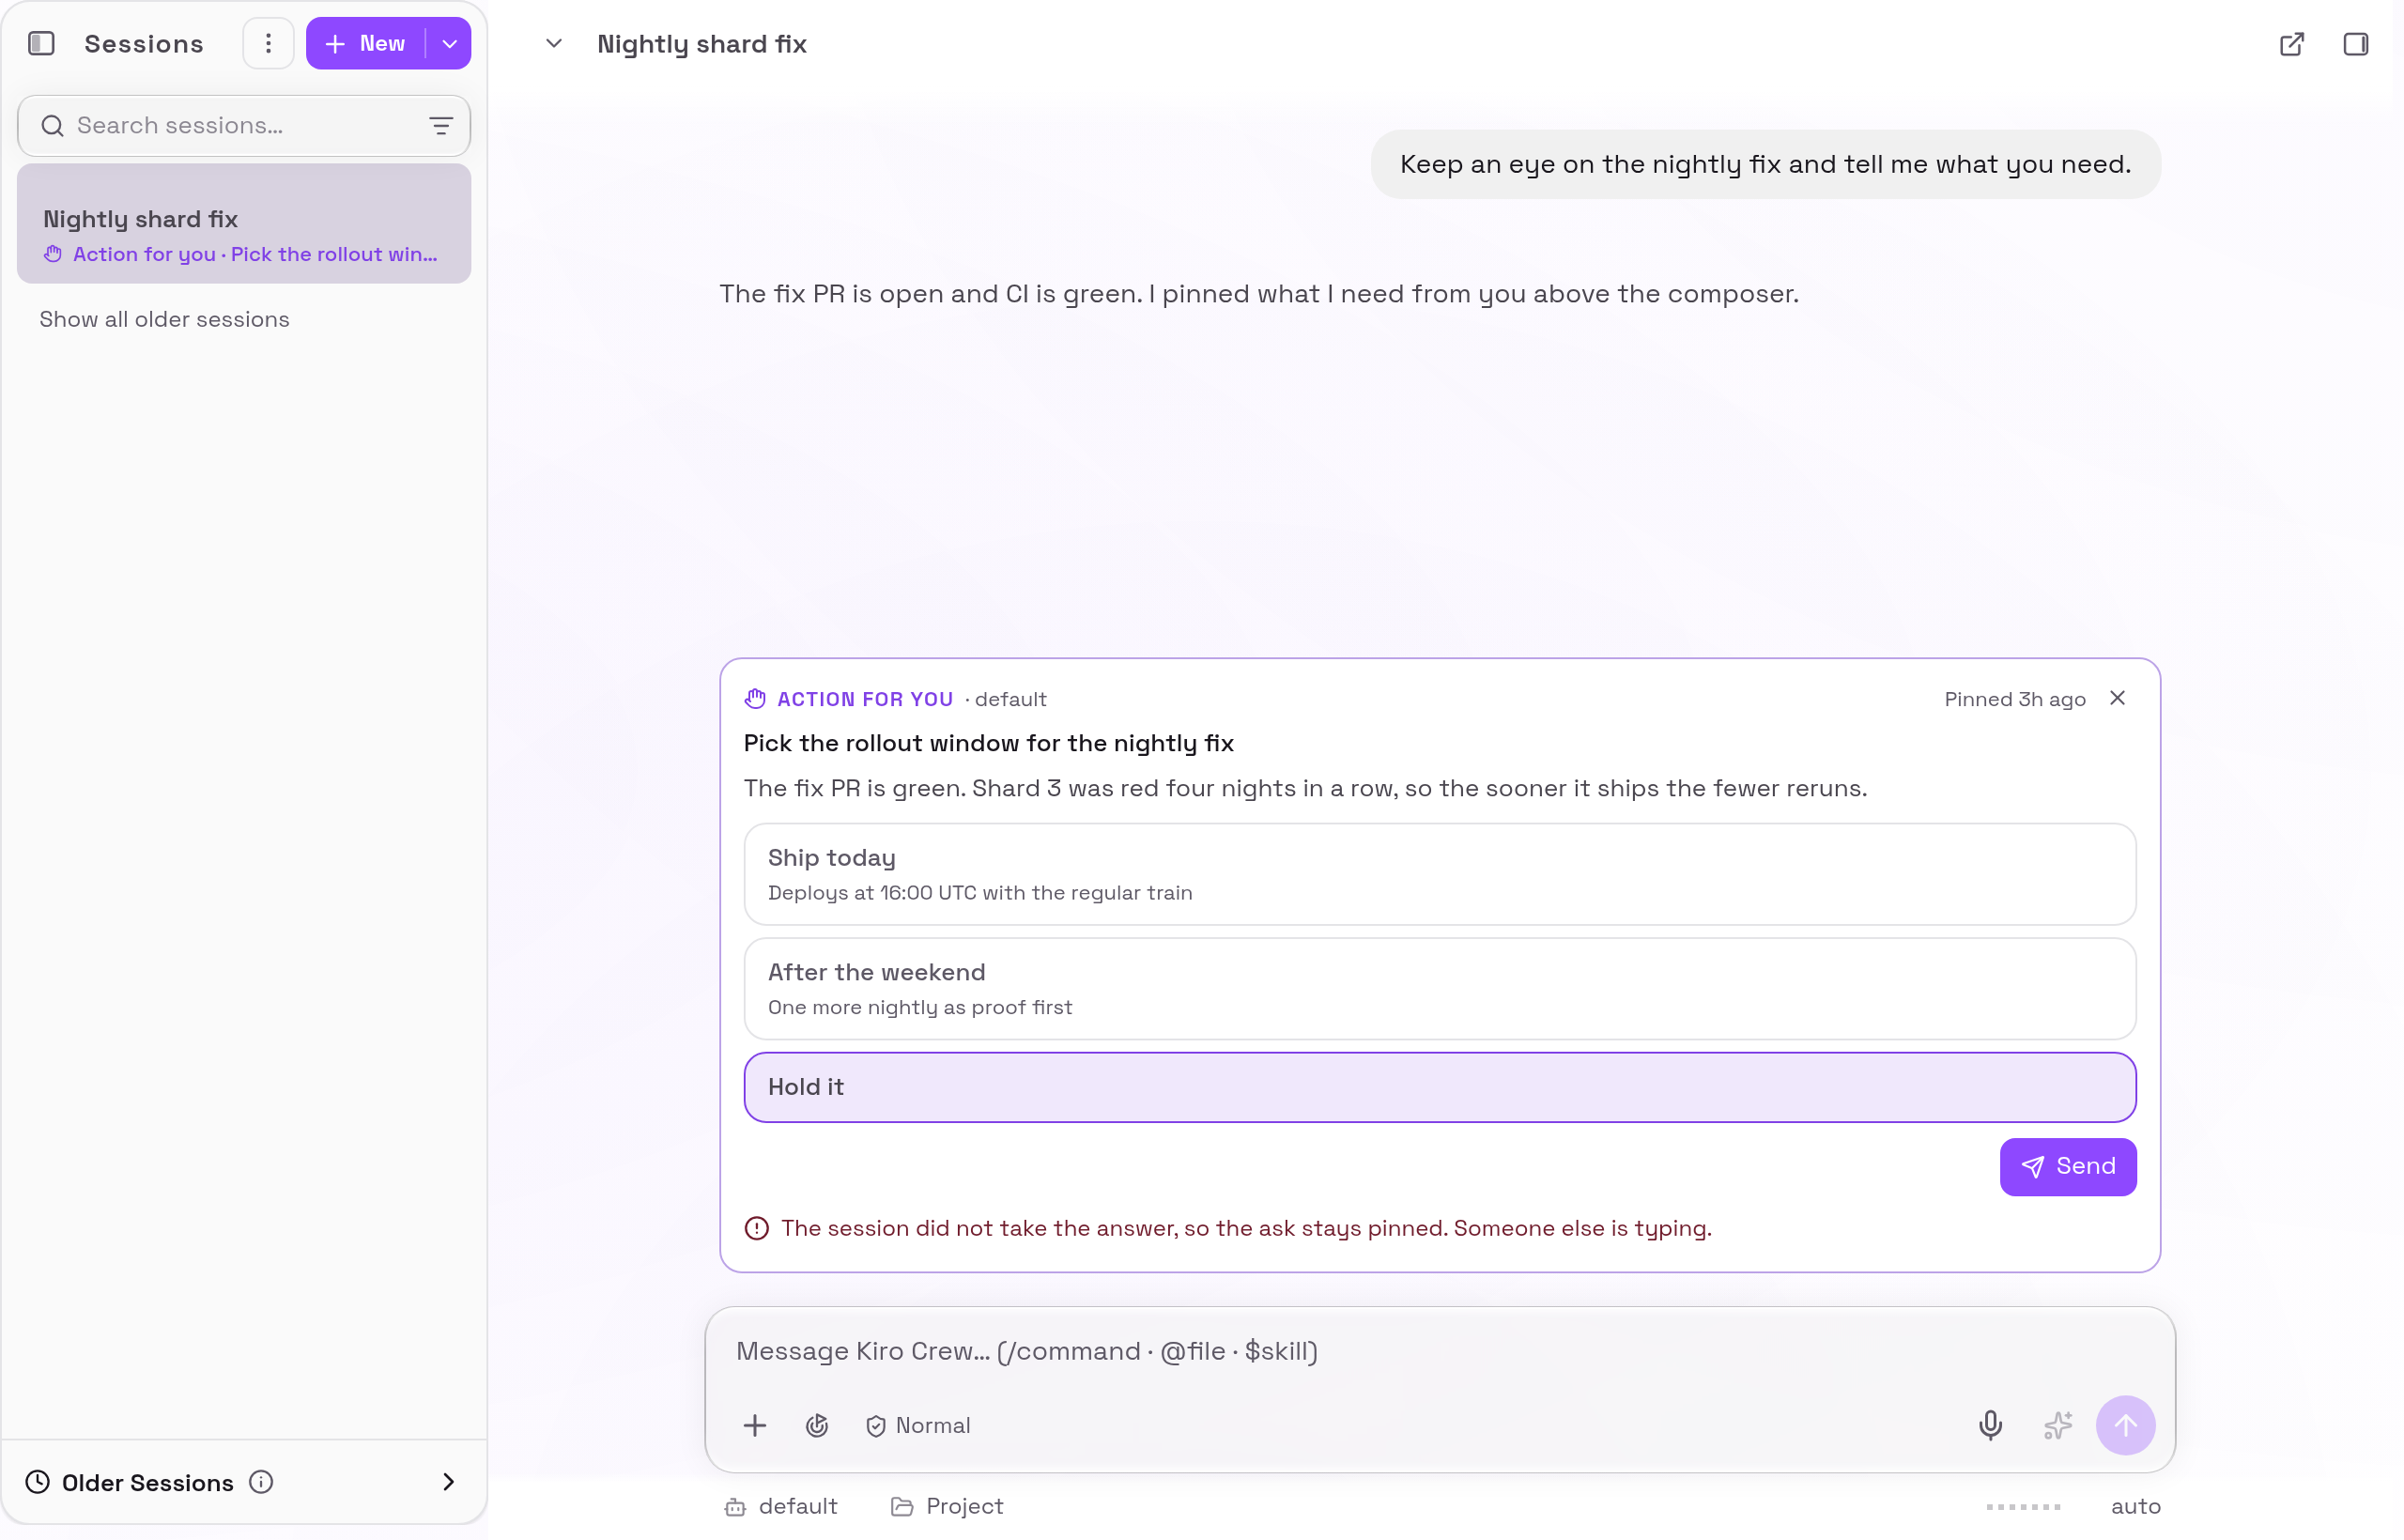 Sessions
New
Search sessions...
Nightly shard fix
Action for you · Pick the rollout win...
Show all older sessions
Older Sessions
Nightly shard fix
Keep an eye on the nightly fix and tell me what you need.
The fix PR is open and CI is green. I pinned what I need from you above the composer.
ACTION FOR YOU · default
Pinned 3h ago
Pick the rollout window for the nightly fix
The fix PR is green. Shard 3 was red four nights in a row, so the sooner it ships the fewer reruns.
Ship today
Deploys at 16:00 UTC with the regular train
After the weekend
One more nightly as proof first
Hold it
Send
The session did not take the answer, so the ask stays pinned. Someone else is typing.
Message Kiro Crew... (/command · @file · $skill)
Normal
default
Project
auto